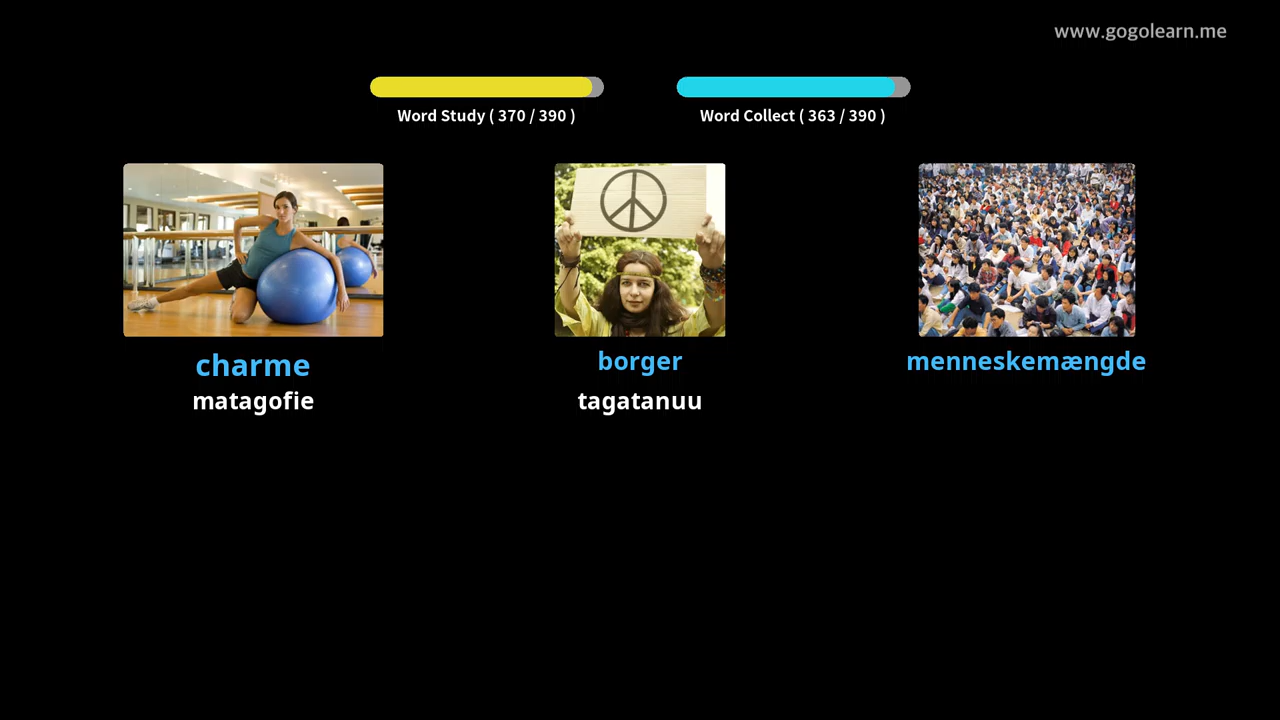 www.gogolearn.me
Word Study ( 370 / 390 )
Word Collect ( 363 / 390 )
charme
matagofie
borger
tagatanuu
menneskemængde